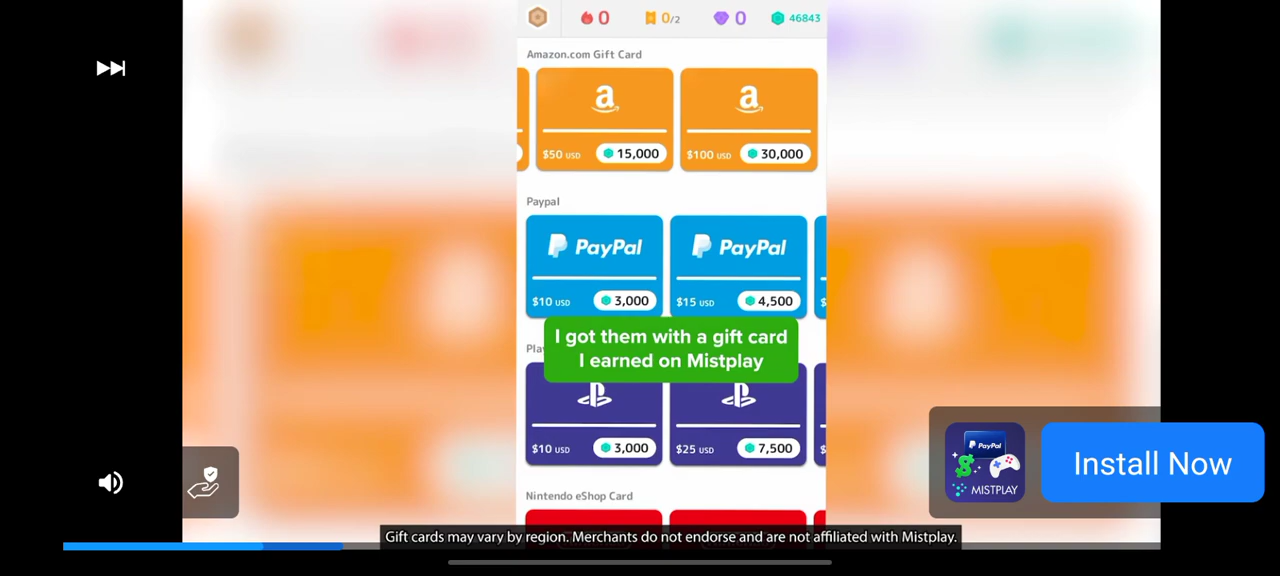 0
0/2
0
46843
Amazon.com Gift Card
a
a
$50 USD
15,000
$100 USD
30,000
Paypal
PayPal
PayPal
$10 USD
3,000
$15 USD
4,500
I got them with a gift card
I earned on Mistplay
Pla
$10 USD
3,000
$25 USD
7,500
Nintendo eShop Card
PayPal
MISTPLAY
Install Now
Gift cards may vary by region. Merchants do not endorse and are not affiliated with Mistplay.